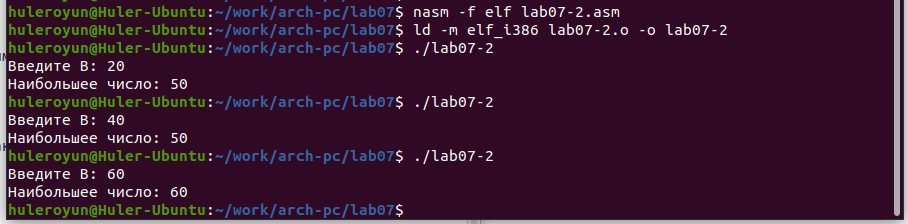 huleroyun@Huler-Ubuntu:~/work/arch-pc/lab07$ nasm -f elf lab07-2.asm
huleroyun@Huler-Ubuntu:~/work/arch-pc/lab07$ ld -m elf_i386 lab07-2.o -o lab07-2
huleroyun@Huler-Ubuntu:~/work/arch-pc/lab07$ ./lab07-2
Введите B: 20
Наибольшее число: 50
huleroyun@Huler-Ubuntu:~/work/arch-pc/lab07$ ./lab07-2
Введите B: 40
Наибольшее число: 50
huleroyun@Huler-Ubuntu:~/work/arch-pc/lab07$ ./lab07-2
Введите B: 60
Наибольшее число: 60
huleroyun@Huler-Ubuntu:~/work/arch-pc/lab07$